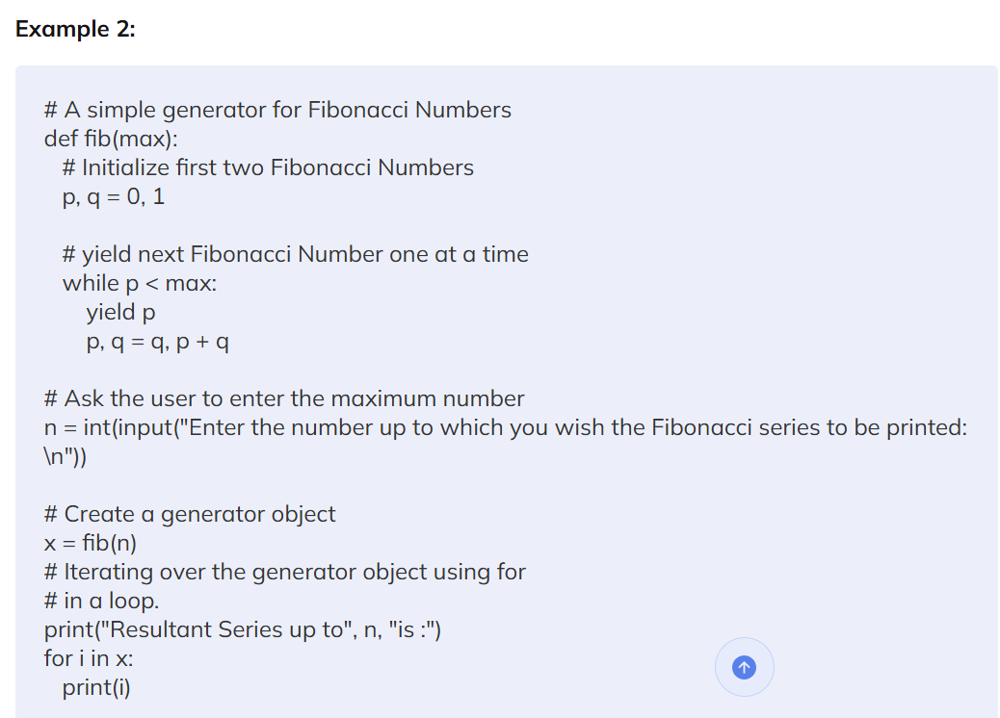 Example 2:
# A simple generator for Fibonacci Numbers
def fib(max):
# Initialize first two Fibonacci Numbers
p, q = 0, 1
# yield next Fibonacci Number one at a time
while p < max:
yield p
p, q = q, p + q
# Ask the user to enter the maximum number
n = int(input("Enter the number up to which you wish the Fibonacci series to be printed:
\n"))
# Create a generator object
x = fib(n)
# Iterating over the generator object using for
# in a loop.
print("Resultant Series up to", n, "is :")
for i in x:
print(i)